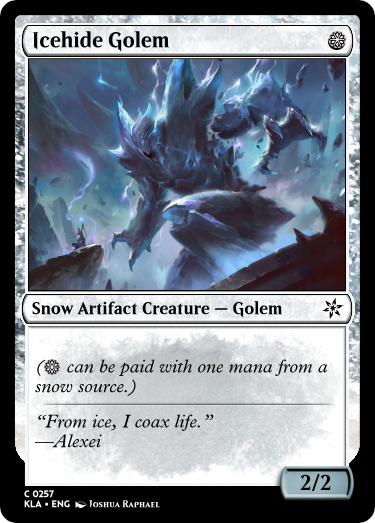 Icehide Golem
Snow Artifact Creature — Golem
( can be paid with one mana from a
snow source.)
“From ice, I coax life.”
—Alexei
2/2
C 0257
KLA • ENG Joshua Raphael